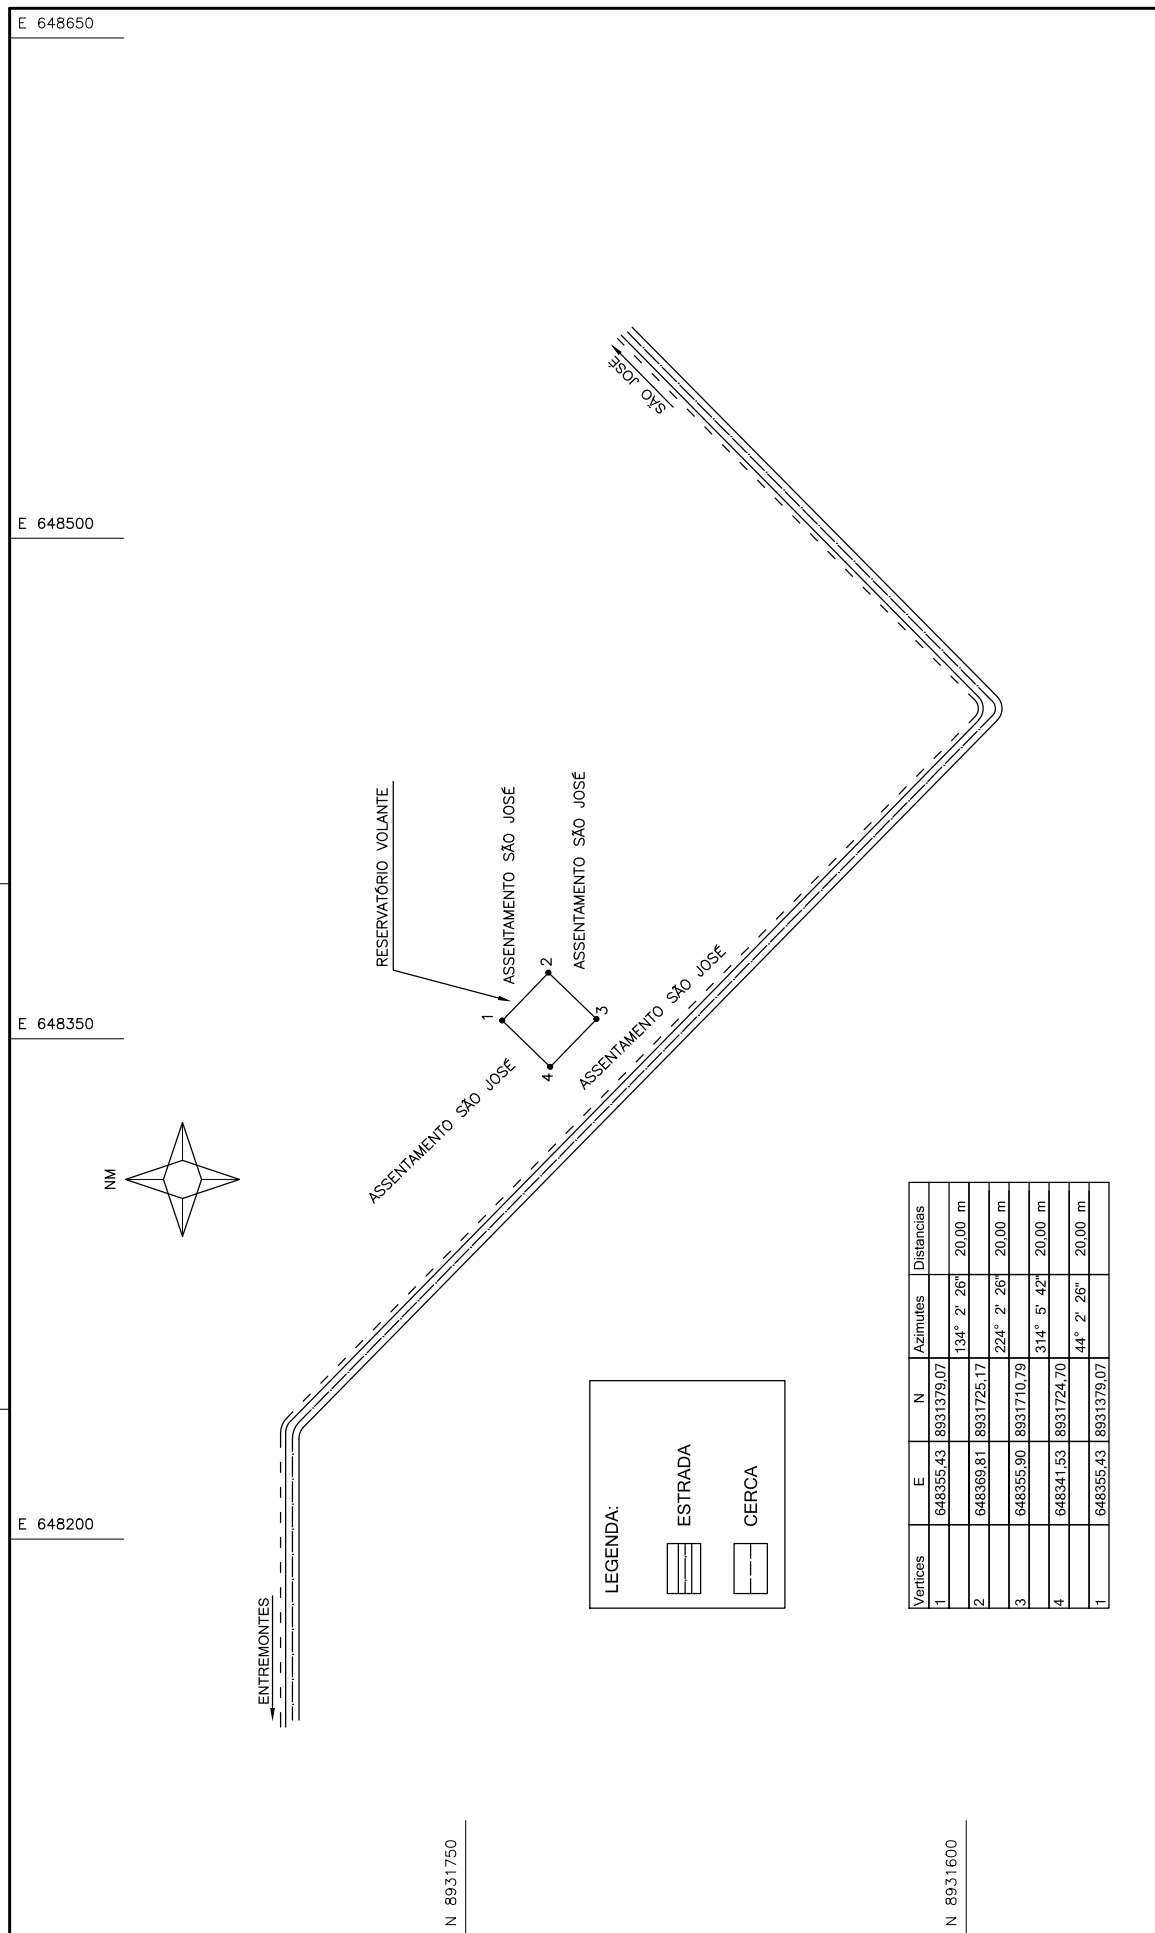 E 648650
E 648500
E 648350
E 648200
N 8931750
N 8931600
NM
ENTREMONTES
SÃO JOSÉ
RESERVATÓRIO VOLANTE
ASSENTAMENTO SÃO JOSÉ
ASSENTAMENTO SÃO JOSÉ
ASSENTAMENTO SÃO JOSÉ
ASSENTAMENTO SÃO JOSÉ
1
2
3
4
LEGENDA:
ESTRADA
CERCA
Vertices E N Azimutes Distancias
1 648355,43 8931379,07
134° 2' 26" 20,00 m
2 648369,81 8931725,17
224° 2' 26" 20,00 m
3 648355,90 8931710,79
314° 5' 42" 20,00 m
4 648341,53 8931724,70
44° 2' 26" 20,00 m
1 648355,43 8931379,07